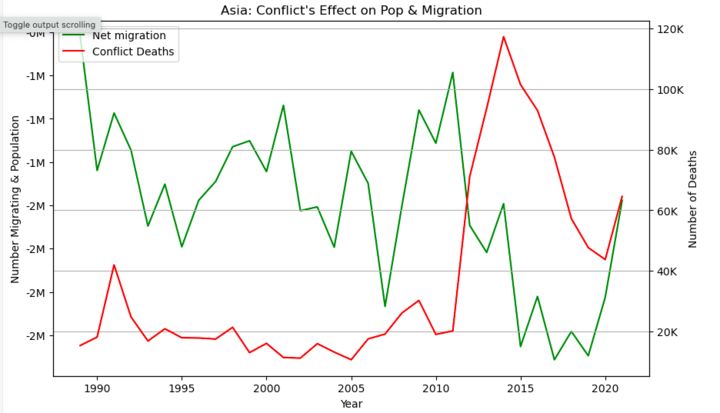 Asia: Conflict's Effect on Pop & Migration
Toggle output scrolling
-0M
Net migration
Conflict Deaths
-1M
-1M
-1M
-2M
-2M
-2M
-2M
Number Migrating & Population
120K
100K
80K
60K
40K
20K
Number of Deaths
1990 1995 2000 2005 2010 2015 2020
Year